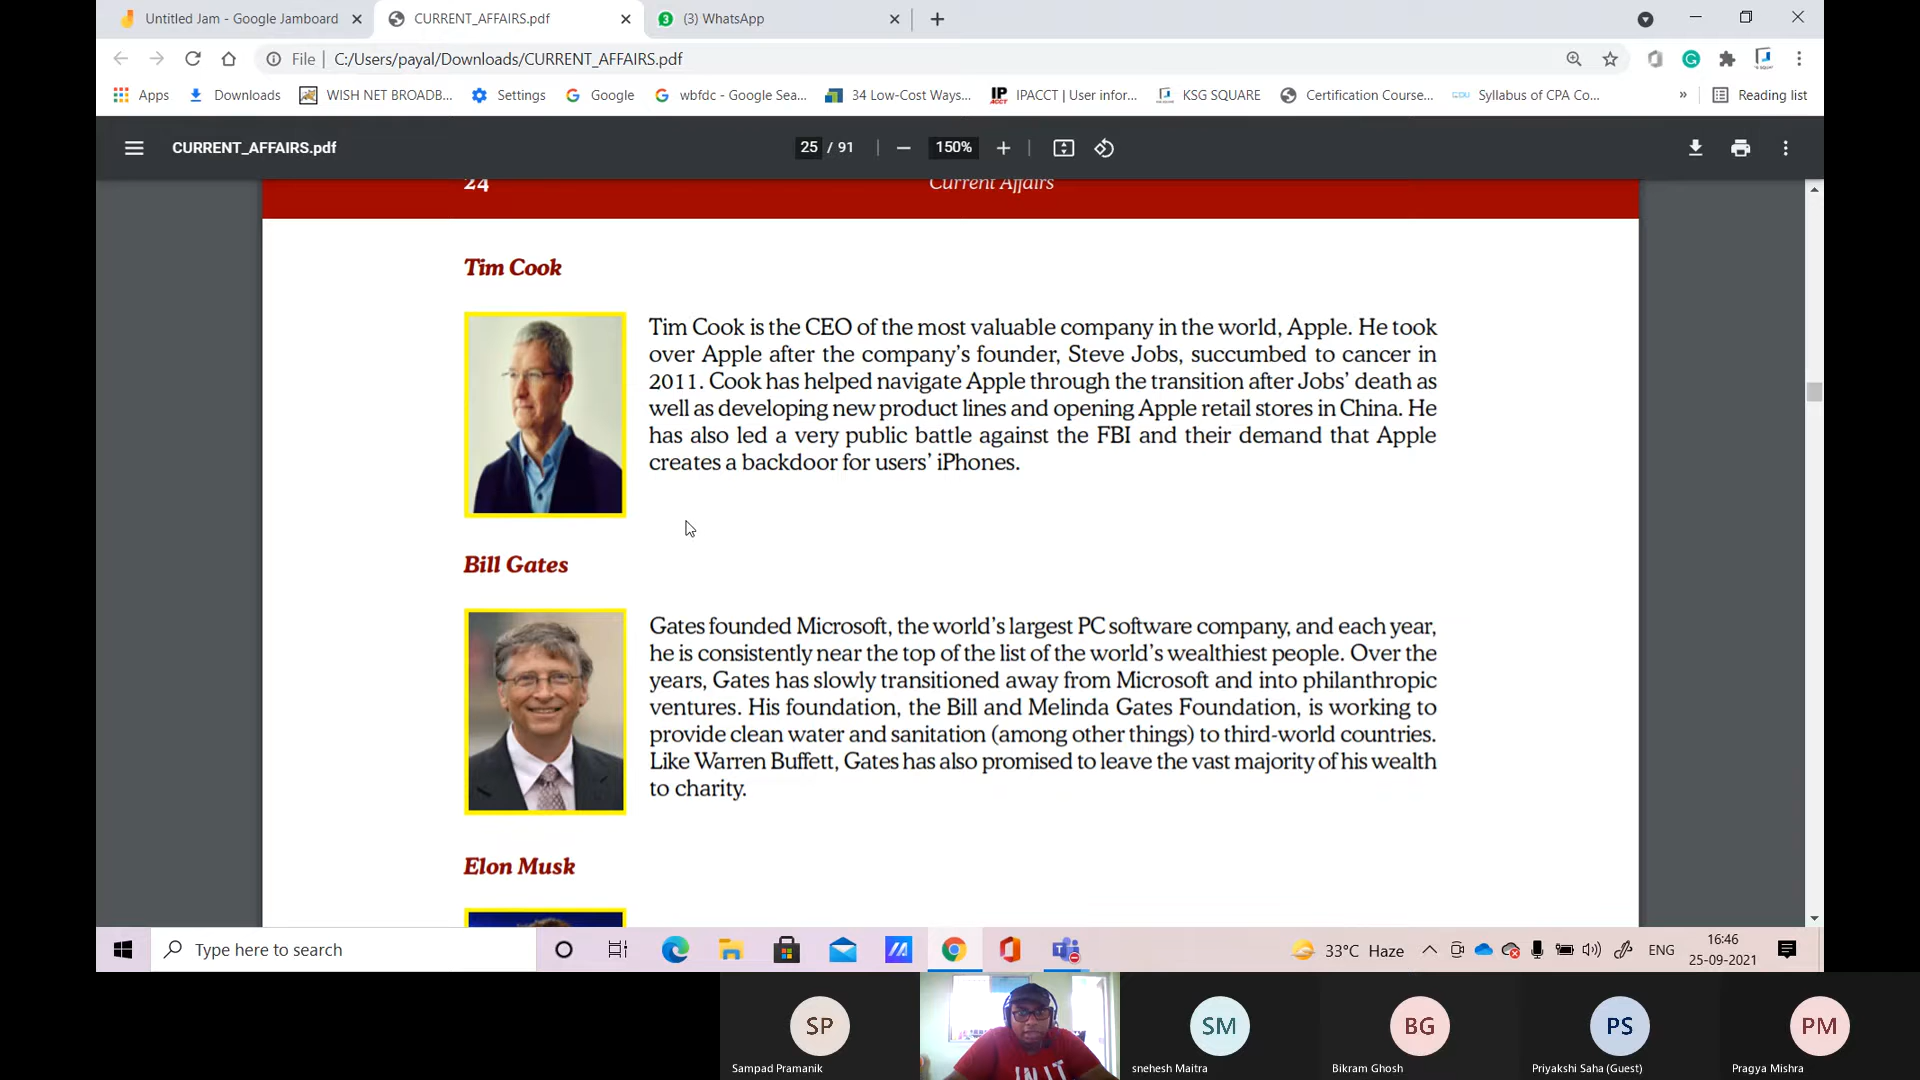 Untitled Jam - Google Jamboard
CURRENT_AFFAIRS.pdf
(3) WhatsApp
File | C:/Users/payal/Downloads/CURRENT_AFFAIRS.pdf
Apps
Downloads
WISH NET BROADB...
Settings
Google
wbfdc - Google Sea...
34 Low-Cost Ways...
IPACCT | User infor...
KSG SQUARE
Certification Course...
Syllabus of CPA Co...
»
Reading list
CURRENT_AFFAIRS.pdf
25 / 91
150%
24
Current Affairs
Tim Cook
Tim Cook is the CEO of the most valuable company in the world, Apple. He took
over Apple after the company's founder, Steve Jobs, succumbed to cancer in
2011. Cook has helped navigate Apple through the transition after Jobs' death as
well as developing new product lines and opening Apple retail stores in China. He
has also led a very public battle against the FBI and their demand that Apple
creates a backdoor for users' iPhones.
Bill Gates
Gates founded Microsoft, the world's largest PC software company, and each year,
he is consistently near the top of the list of the world's wealthiest people. Over the
years, Gates has slowly transitioned away from Microsoft and into philanthropic
ventures. His foundation, the Bill and Melinda Gates Foundation, is working to
provide clean water and sanitation (among other things) to third-world countries.
Like Warren Buffett, Gates has also promised to leave the vast majority of his wealth
to charity.
Elon Musk
Type here to search
33°C Haze
ENG
16:46
25-09-2021
SP
SM
BG
PS
PM
Sampad Pramanik
snehesh Maitra
Bikram Ghosh
Priyakshi Saha (Guest)
Pragya Mishra